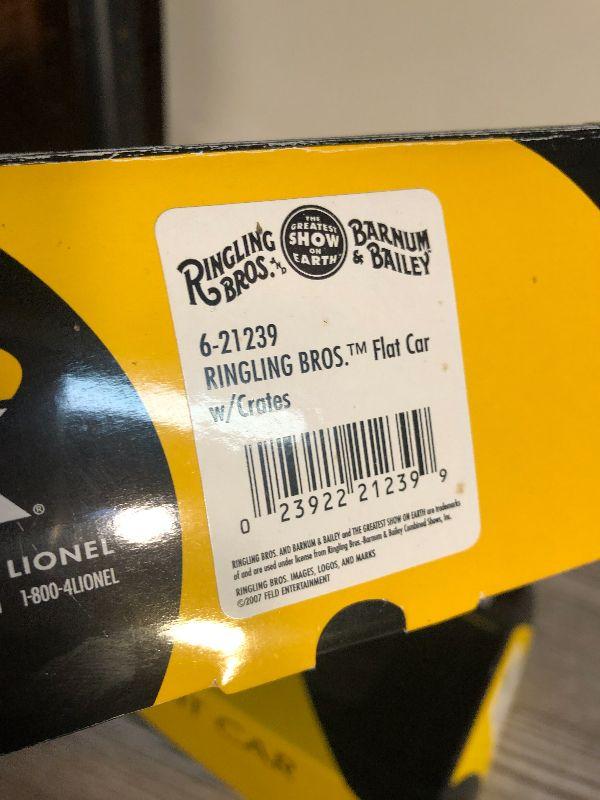 RINGLING BROS. AND
THE GREATEST SHOW ON EARTH
BARNUM & BAILEY
6-21239
RINGLING BROS.™ Flat Car
w/Crates
0 23922 21239 9
RINGLING BROS. AND BARNUM & BAILEY and THE GREATEST SHOW ON EARTH are trademarks
of and are used under license from Ringling Bros.-Barnum & Bailey Combined Shows, Inc.
RINGLING BROS. IMAGES, LOGOS, AND MARKS
©2007 FELD ENTERTAINMENT
®
LIONEL
1-800-4LIONEL
CAR